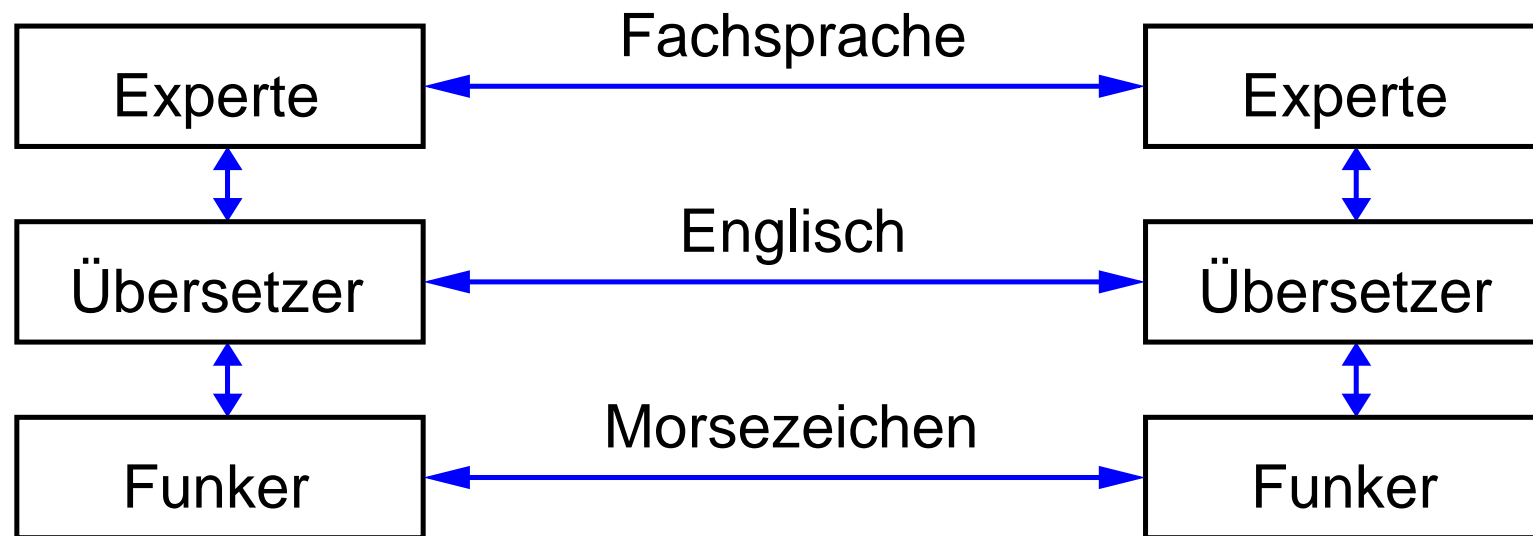 Fachsprache
Experte
Experte
Englisch
Übersetzer
Übersetzer
Morsezeichen
Funker
Funker